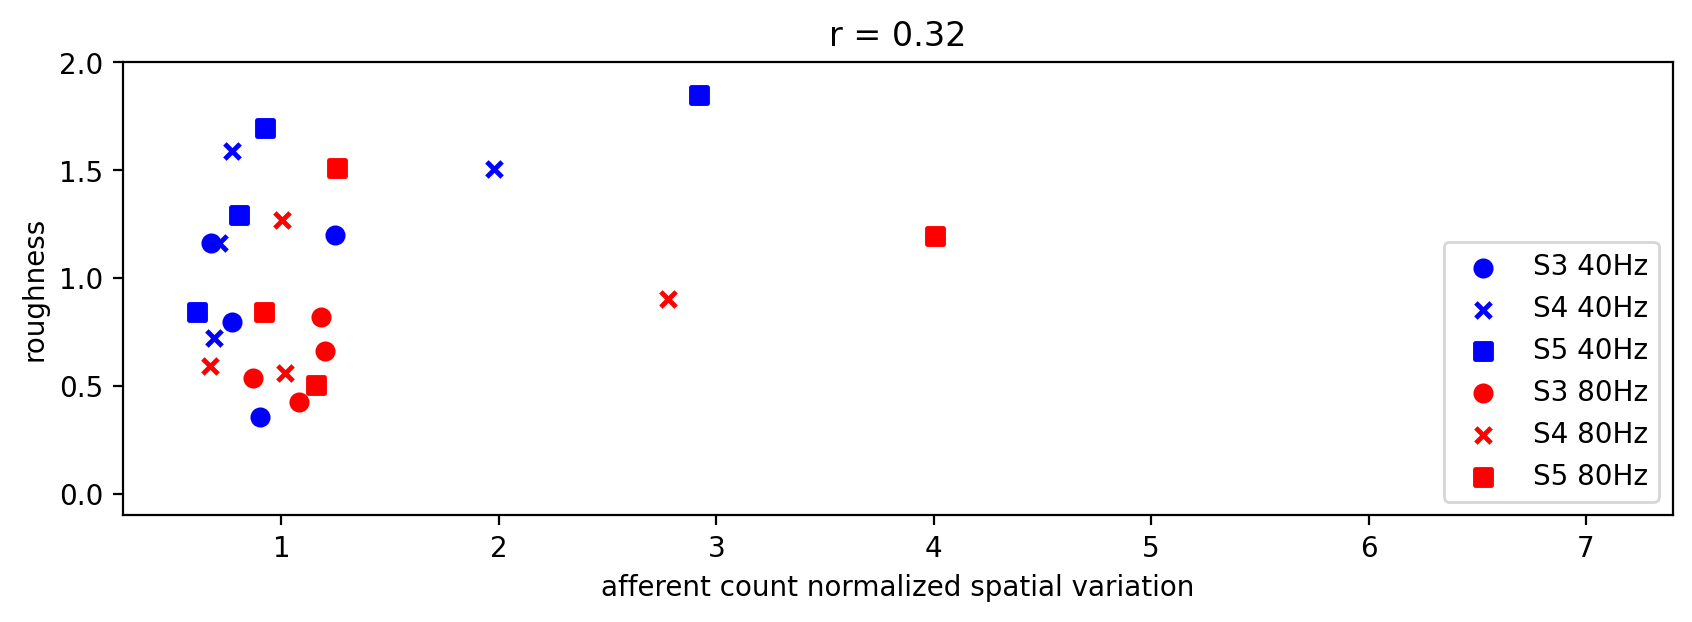 r = 0.32
2.0
1.5
1.0
0.5
0.0
roughness
S3 40Hz
S4 40Hz
S5 40Hz
S3 80Hz
S4 80Hz
S5 80Hz
1 2 3 4 5 6 7
afferent count normalized spatial variation